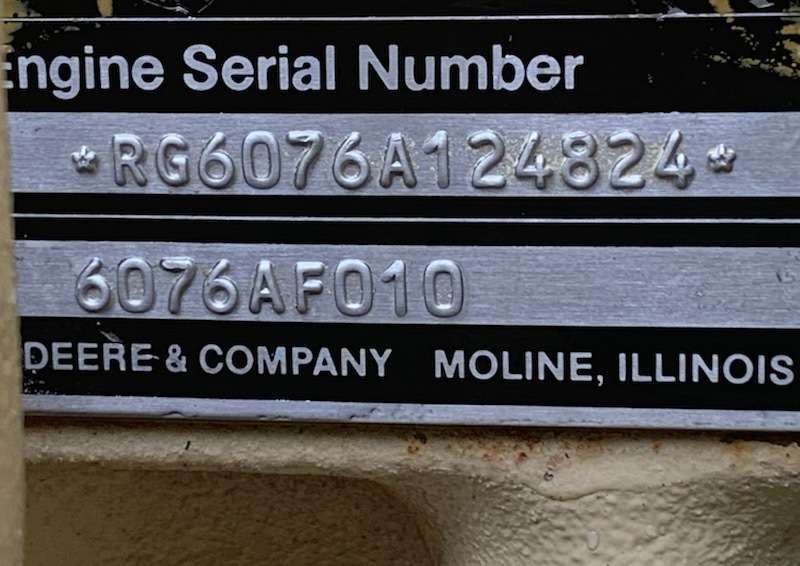 Engine Serial Number
*RG6076A124824*
6076AF010
DEERE & COMPANY MOLINE, ILLINOIS